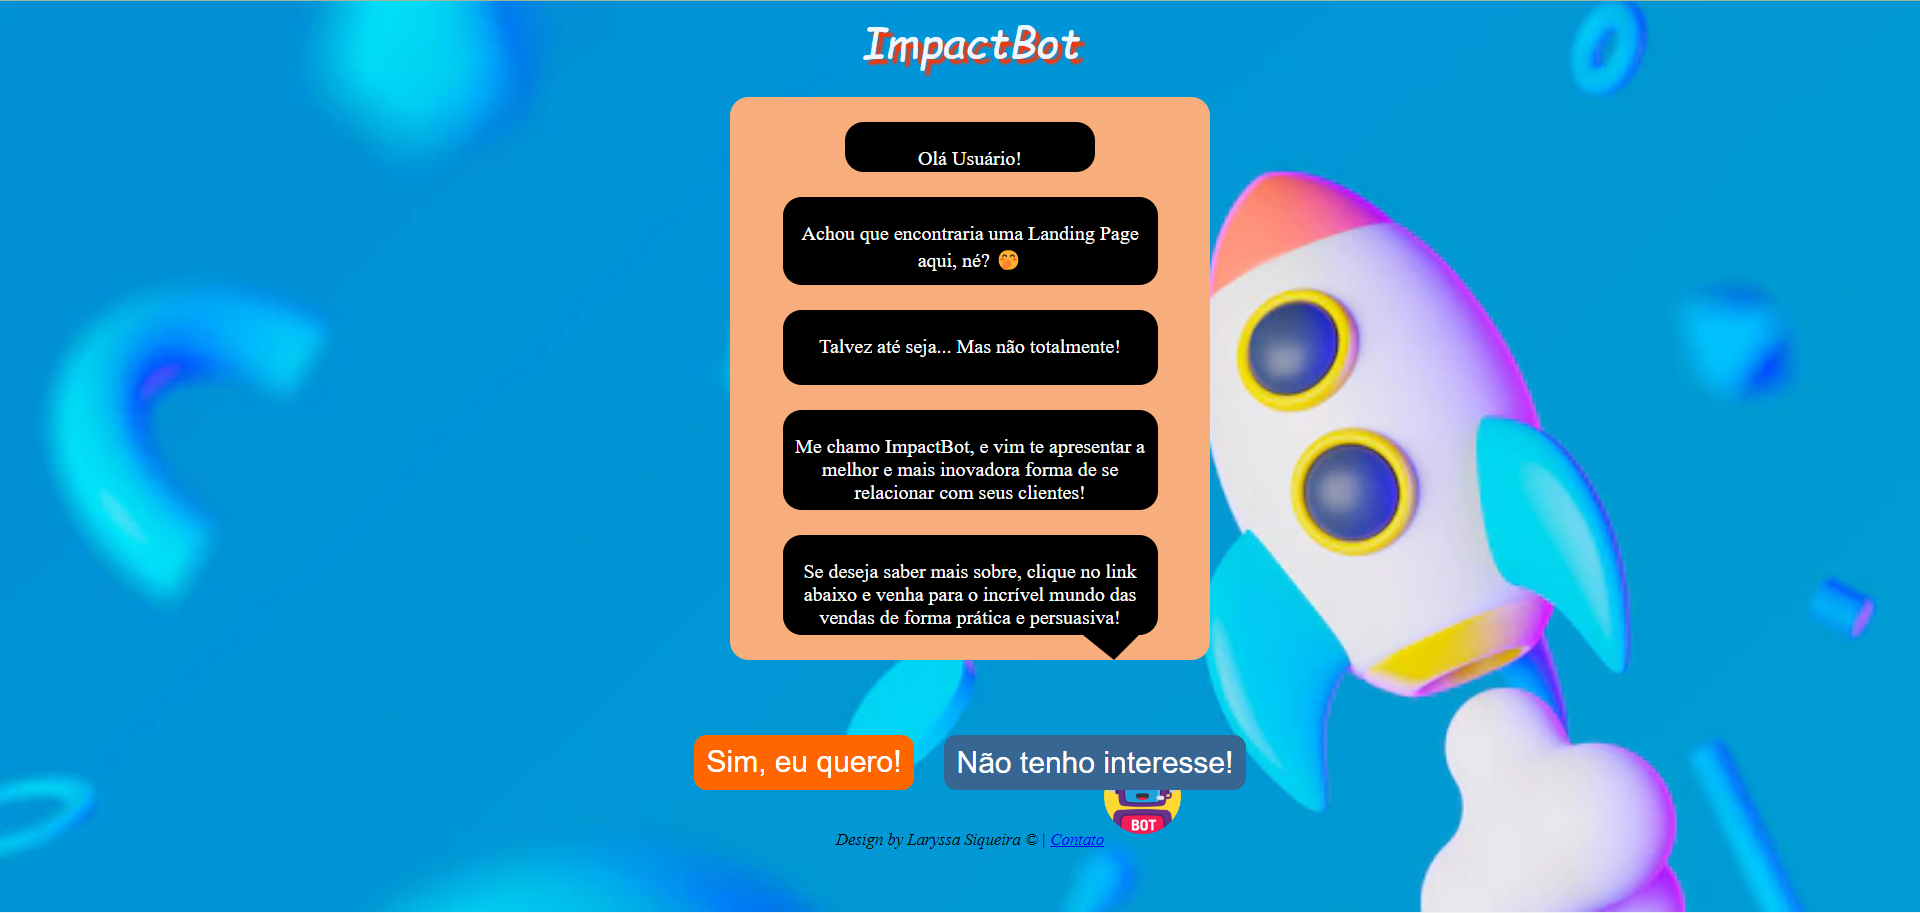 ImpactBot
Olá Usuário!
Achou que encontraria uma Landing Page
aqui, né? 🤭
Talvez até seja... Mas não totalmente!
Me chamo ImpactBot, e vim te apresentar a
melhor e mais inovadora forma de se
relacionar com seus clientes!
Se deseja saber mais sobre, clique no link
abaixo e venha para o incrível mundo das
vendas de forma prática e persuasiva!
Sim, eu quero!
Não tenho interesse!
BOT
Design by Laryssa Siqueira © | Contato